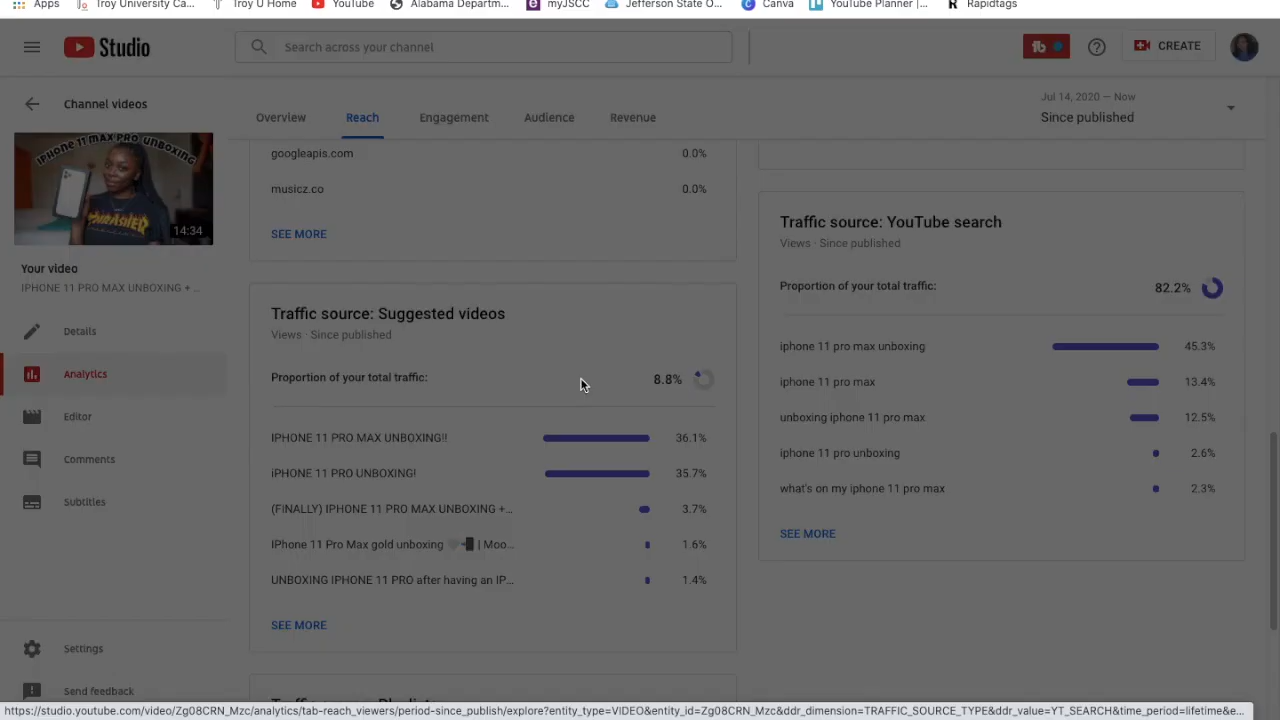 Apps
Troy University Ca...
Troy U Home
YouTube
Alabama Departm...
myJSCC
Jefferson State O...
Canva
YouTube Planner |...
Rapidtags
Studio
Search across your channel
CREATE
Channel videos
Overview
Reach
Engagement
Audience
Revenue
Jul 14, 2020 — Now
Since published
IPHONE 11 MAX PRO UNBOXING
THRASHER
14:34
Your video
IPHONE 11 PRO MAX UNBOXING + ...
Details
Analytics
Editor
Comments
Subtitles
Settings
Send feedback
googleapis.com 0.0%
musicz.co 0.0%
SEE MORE
Traffic source: Suggested videos
Views · Since published
Proportion of your total traffic: 8.8%
IPHONE 11 PRO MAX UNBOXING!! 36.1%
iPHONE 11 PRO UNBOXING! 35.7%
(FINALLY) IPHONE 11 PRO MAX UNBOXING +... 3.7%
IPhone 11 Pro Max gold unboxing 🤍📲 | Moo... 1.6%
UNBOXING IPHONE 11 PRO after having an IP... 1.4%
SEE MORE
Traffic source: YouTube search
Views · Since published
Proportion of your total traffic: 82.2%
iphone 11 pro max unboxing 45.3%
iphone 11 pro max 13.4%
unboxing iphone 11 pro max 12.5%
iphone 11 pro unboxing 2.6%
what's on my iphone 11 pro max 2.3%
SEE MORE
https://studio.youtube.com/video/Zg08CRN_Mzc/analytics/tab-reach_viewers/period-since_publish/explore?entity_type=VIDEO&entity_id=Zg08CRN_Mzc&ddr_dimension=TRAFFIC_SOURCE_TYPE&ddr_value=YT_SEARCH&time_period=lifetime&e...